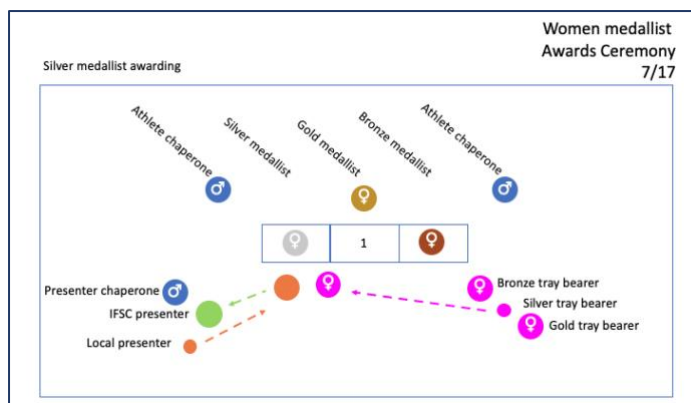 Women medallist
Awards Ceremony
7/17
Silver medallist awarding
Athlete chaperone
Silver medallist
Gold medallist
Bronze medallist
Athlete chaperone
1
Presenter chaperone
IFSC presenter
Local presenter
Bronze tray bearer
Silver tray bearer
Gold tray bearer